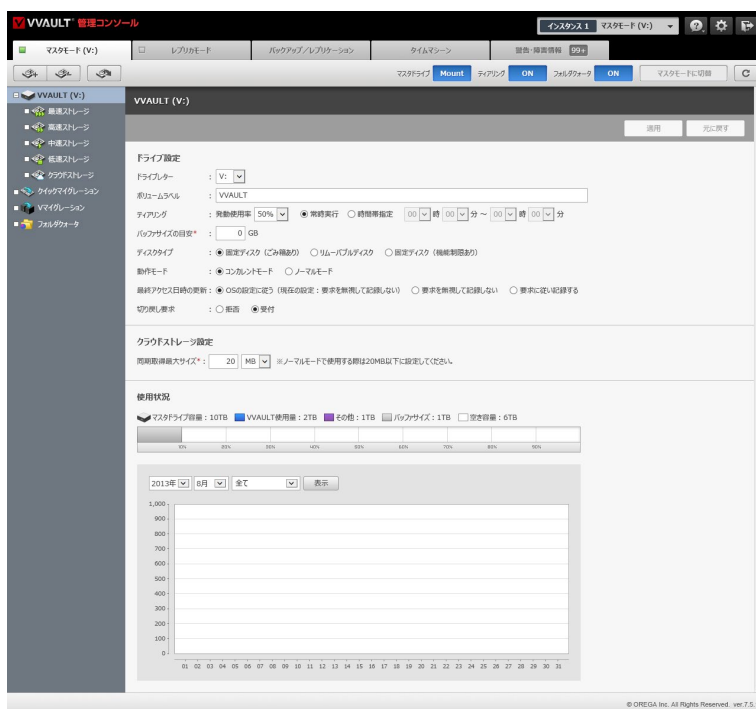 VVAULT® 管理コンソール
インスタンス 1 マスタモード (V:)
マスタモード (V:) レプリカモード バックアップ/レプリケーション タイムマシーン 警告・障害情報 99+
マスタドライブ Mount ティアリング ON フォルダクォータ ON マスタモードに切替
VVAULT (V:)
最速ストレージ
高速ストレージ
中速ストレージ
低速ストレージ
クラウドストレージ
クイックマイグレーション
Vマイグレーション
フォルダクォータ
VVAULT (V:)
適用 元に戻す
ドライブ設定
ドライブレター : V:
ボリュームラベル : VVAULT
ティアリング : 発動使用率 50% 常時実行 時間帯指定 00 時 00 分 ～ 00 時 00 分
バッファサイズの目安* : 0 GB
ディスクタイプ : 固定ディスク（ごみ箱あり） リムーバブルディスク 固定ディスク（機能制限あり）
動作モード : コンカレントモード ノーマルモード
最終アクセス日時の更新 : OSの設定に従う（現在の設定：要求を無視して記録しない） 要求を無視して記録しない 要求に従い記録する
切り戻し要求 : 拒否 受付
クラウドストレージ設定
同期取得最大サイズ* : 20 MB ※ノーマルモードで使用する際は20MB以下に設定してください。
使用状況
マスタドライブ容量：10TB VVAULT使用量：2TB その他：1TB バッファサイズ：1TB 空き容量：6TB
10% 20% 30% 40% 50% 60% 70% 80% 90%
2013年 8月 全て 表示
1,000
900
800
700
600
500
400
300
200
100
0
01 02 03 04 05 06 07 08 09 10 11 12 13 14 15 16 17 18 19 20 21 22 23 24 25 26 27 28 29 30 31
© OREGA Inc. All Rights Reserved. ver.7.5.